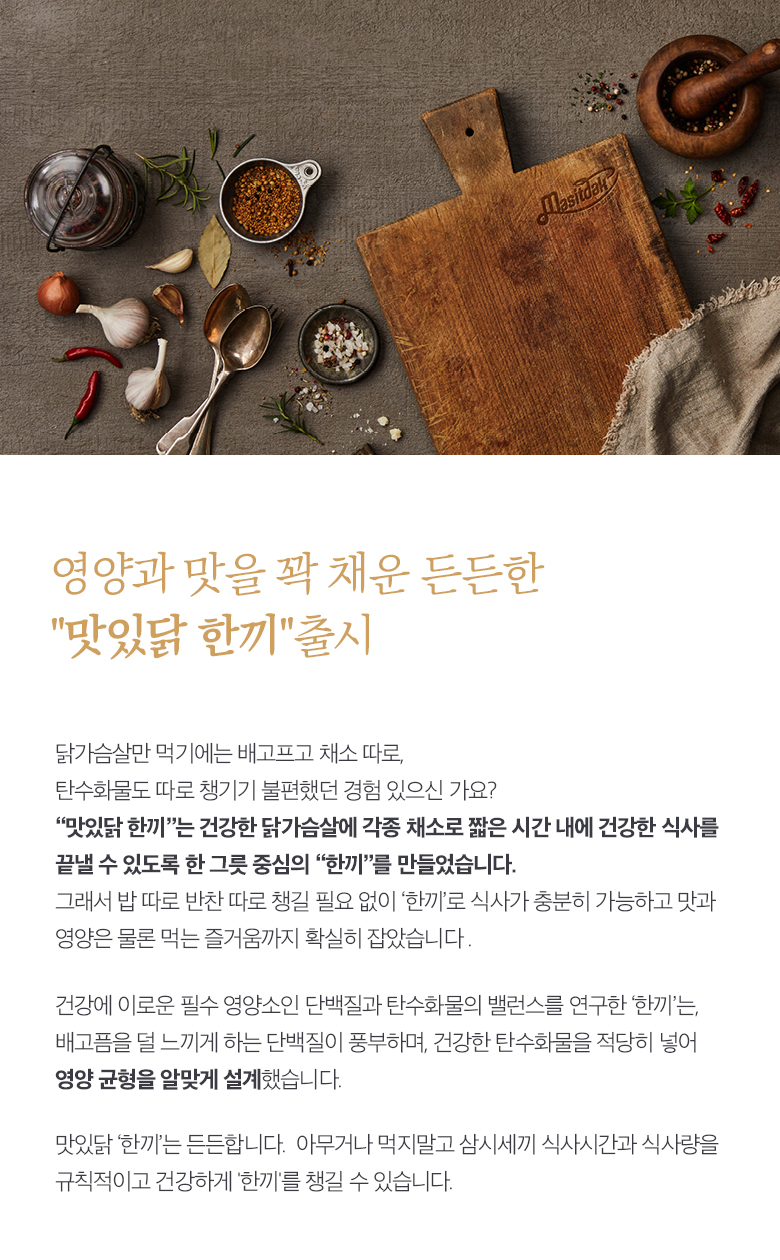 Masitdak
영양과 맛을 꽉 채운 든든한
"맛있닭 한끼"출시
닭가슴살만 먹기에는 배고프고 채소 따로,
탄수화물도 따로 챙기기 불편했던 경험 있으신 가요?
“맛있닭 한끼”는 건강한 닭가슴살에 각종 채소로 짧은 시간 내에 건강한 식사를
끝낼 수 있도록 한 그릇 중심의 “한끼”를 만들었습니다.
그래서 밥 따로 반찬 따로 챙길 필요 없이 ‘한끼’로 식사가 충분히 가능하고 맛과
영양은 물론 먹는 즐거움까지 확실히 잡았습니다 .
건강에 이로운 필수 영양소인 단백질과 탄수화물의 밸런스를 연구한 ‘한끼’는,
배고픔을 덜 느끼게 하는 단백질이 풍부하며, 건강한 탄수화물을 적당히 넣어
영양 균형을 알맞게 설계했습니다.
맛있닭 ‘한끼’는 든든합니다. 아무거나 먹지말고 삼시세끼 식사시간과 식사량을
규칙적이고 건강하게 '한끼'를 챙길 수 있습니다.